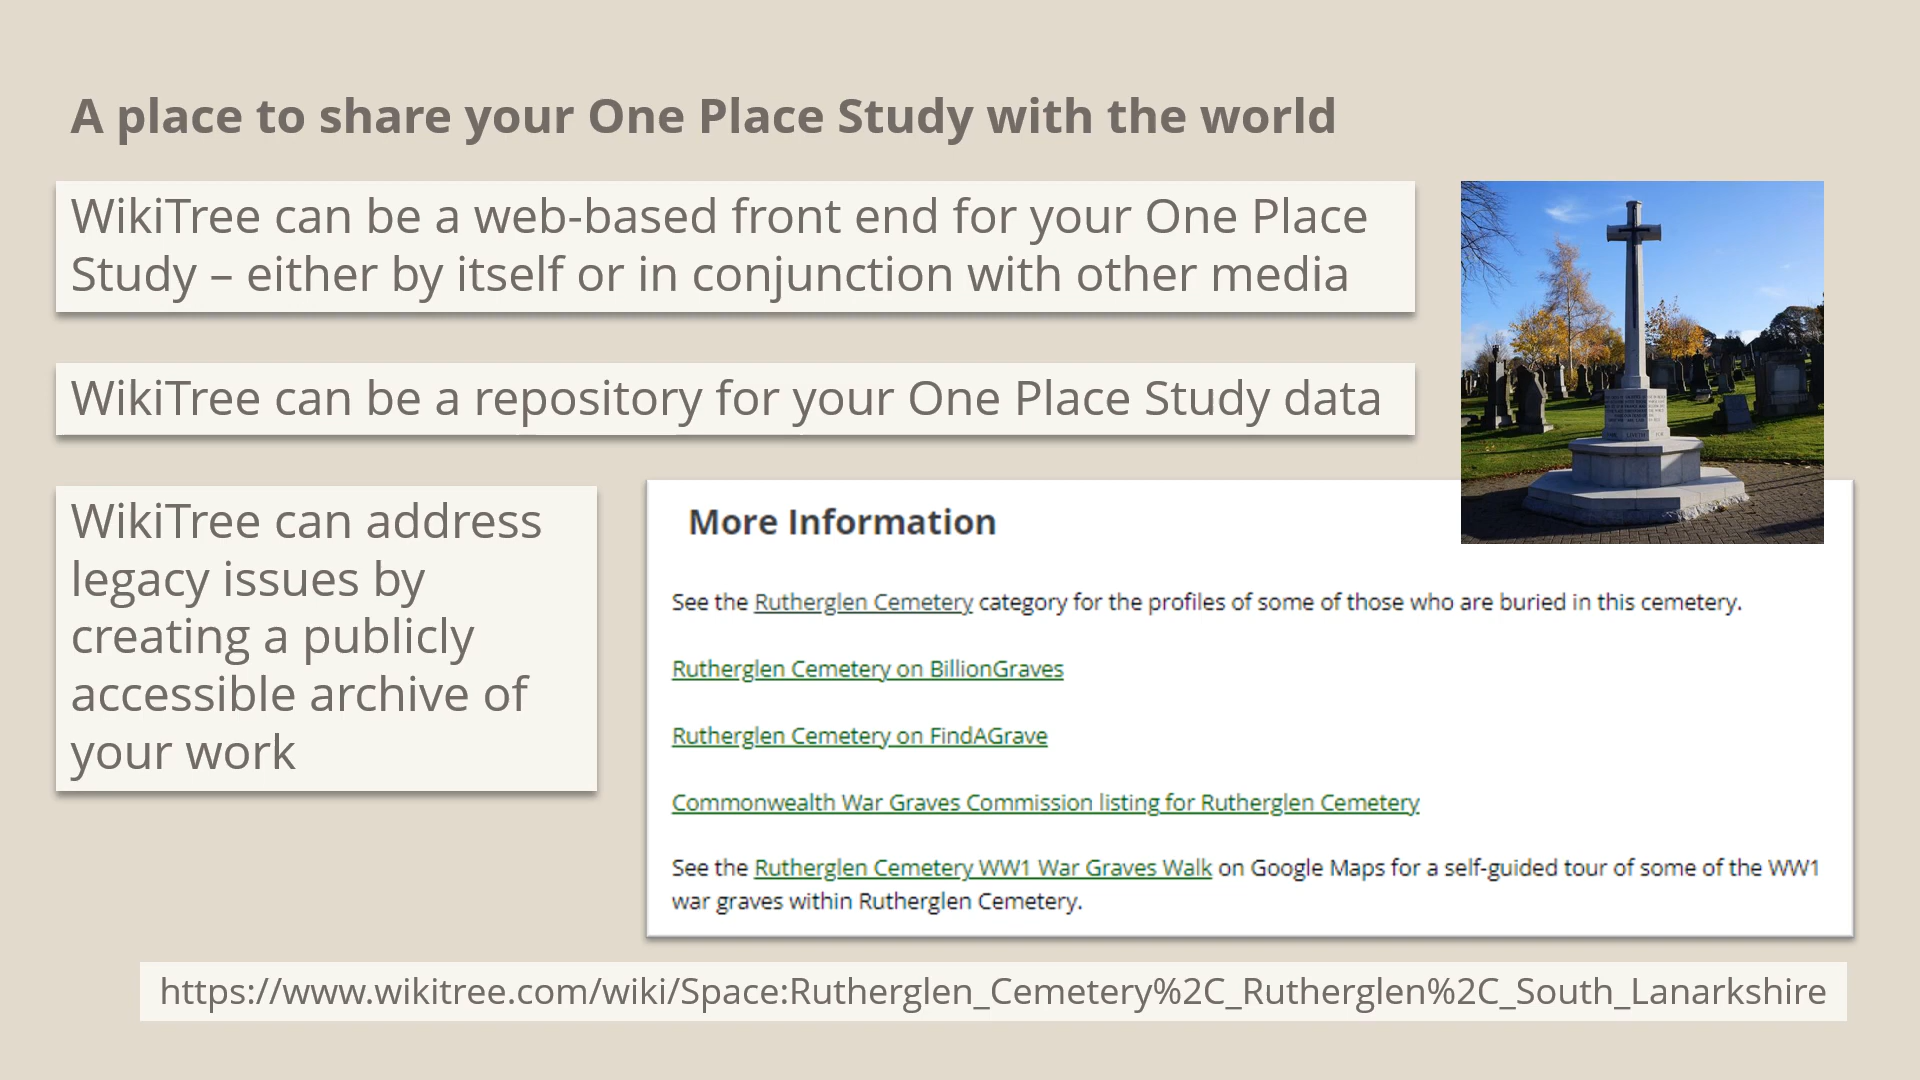 A place to share your One Place Study with the world
WikiTree can be a web-based front end for your One Place
Study – either by itself or in conjunction with other media
WikiTree can be a repository for your One Place Study data
WikiTree can address
legacy issues by
creating a publicly
accessible archive of
your work
More Information
See the Rutherglen Cemetery category for the profiles of some of those who are buried in this cemetery.
Rutherglen Cemetery on BillionGraves
Rutherglen Cemetery on FindAGrave
Commonwealth War Graves Commission listing for Rutherglen Cemetery
See the Rutherglen Cemetery WW1 War Graves Walk on Google Maps for a self-guided tour of some of the WW1
war graves within Rutherglen Cemetery.
https://www.wikitree.com/wiki/Space:Rutherglen_Cemetery%2C_Rutherglen%2C_South_Lanarkshire